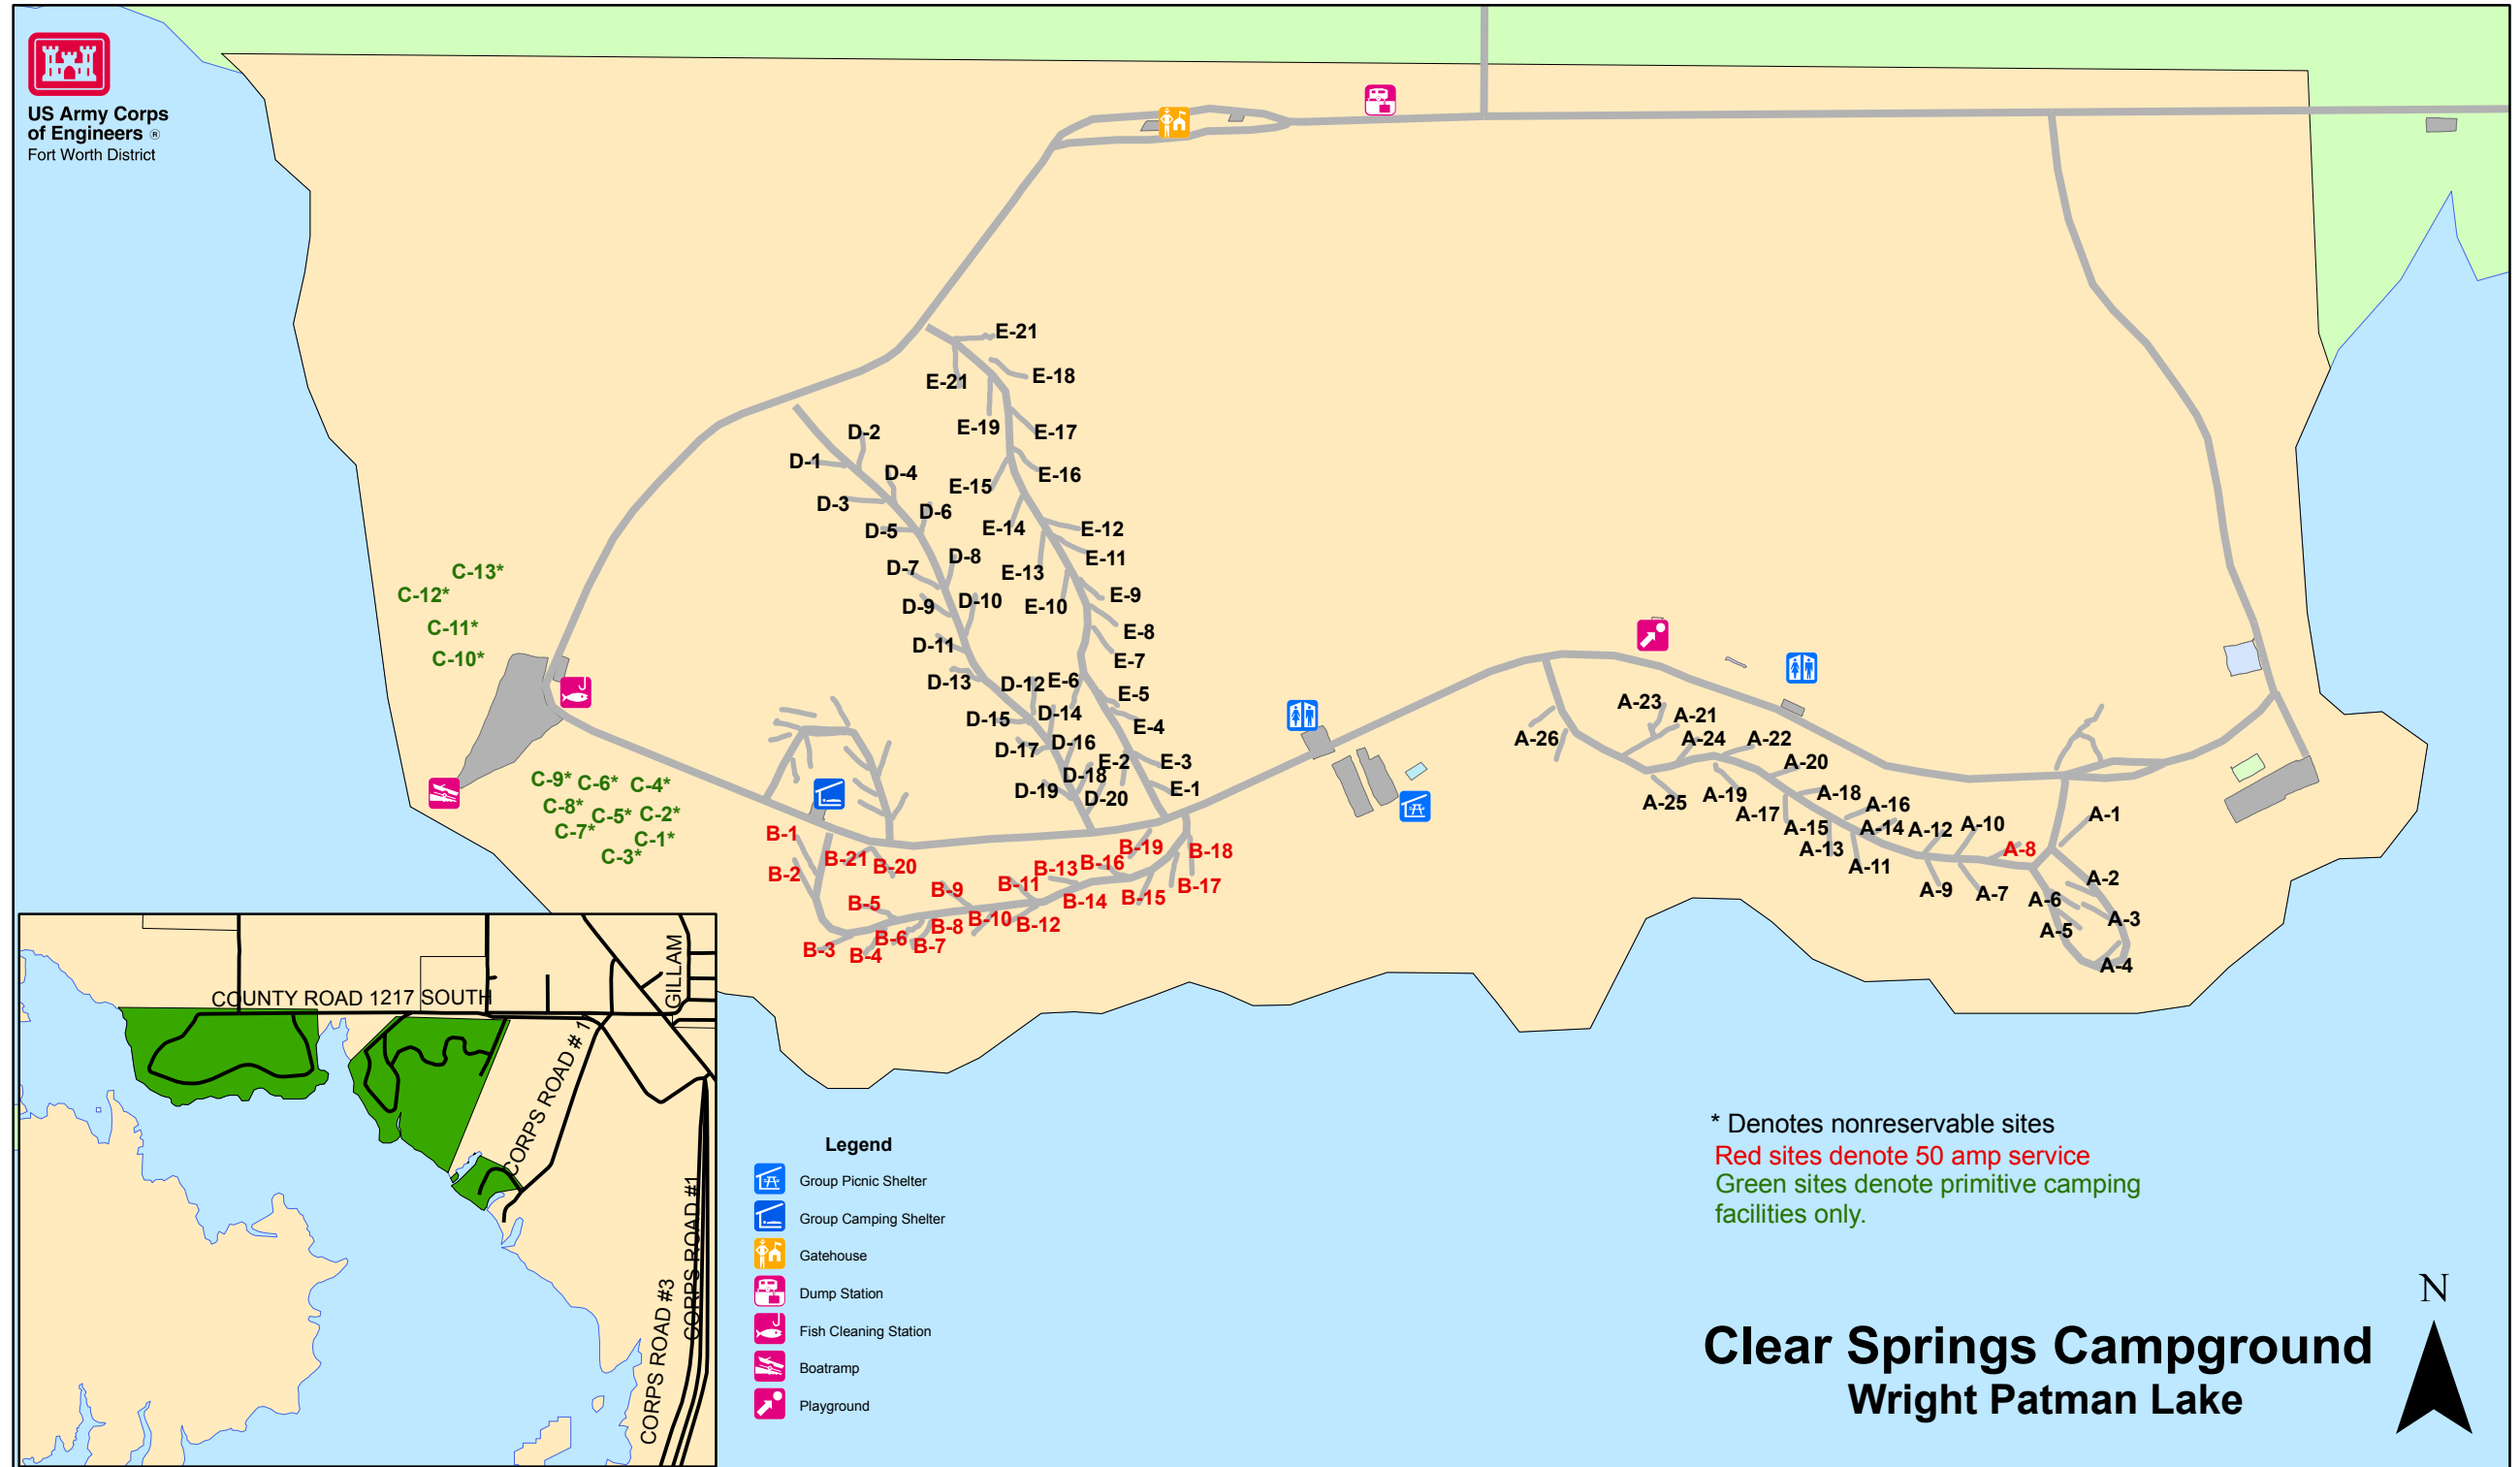 US Army Corps
of Engineers ®
Fort Worth District
E-21
E-18
E-21
E-19
E-17
D-2
D-1
E-16
D-4
E-15
D-3
D-6
E-14
E-12
D-5
D-8
E-11
D-7
E-13
C-13*
C-12*
D-10
D-9
E-10
E-9
C-11*
E-8
D-11
C-10*
E-7
D-13
D-12
E-6
E-5
D-15
D-14
E-4
D-17
D-16
E-2
E-3
D-18
D-19
D-20
E-1
A-23
A-21
A-26
A-24
A-22
A-20
A-25
A-19
A-18
A-17
A-16
A-15
A-14
A-12
A-10
A-1
A-13
A-8
A-11
A-2
A-9
A-7
A-6
A-3
A-5
A-4
C-9*
C-6*
C-4*
C-8*
C-5*
C-2*
C-7*
C-1*
C-3*
B-1
B-21
B-20
B-2
B-19
B-18
B-16
B-13
B-11
B-17
B-9
B-5
B-14
B-15
B-10
B-12
B-8
B-6
B-7
B-3
B-4
COUNTY ROAD 1217 SOUTH
GILLAM
CORPS ROAD # 1
CORPS ROAD #1
CORPS ROAD #3
Legend
Group Picnic Shelter
Group Camping Shelter
Gatehouse
Dump Station
Fish Cleaning Station
Boatramp
Playground
* Denotes nonreservable sites
Red sites denote 50 amp service
Green sites denote primitive camping
facilities only.
N
Clear Springs Campground
Wright Patman Lake